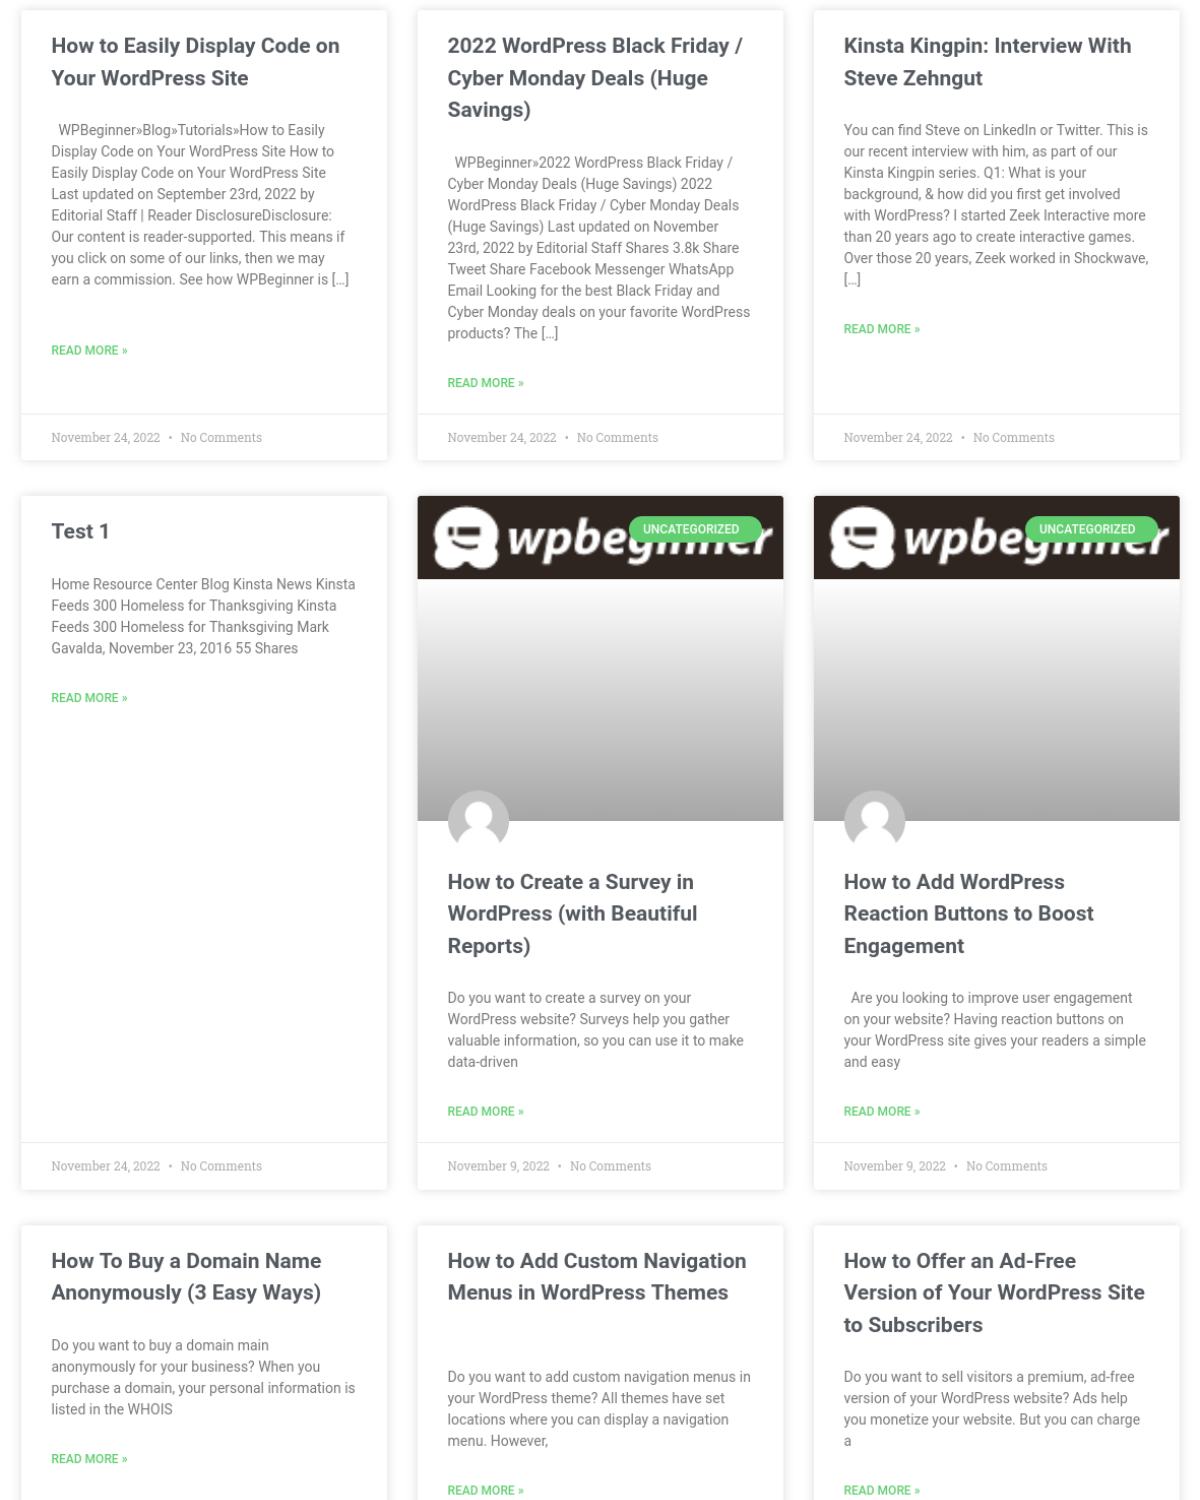 How to Easily Display Code on
Your WordPress Site
WPBeginner»Blog»Tutorials»How to Easily
Display Code on Your WordPress Site How to
Easily Display Code on Your WordPress Site
Last updated on September 23rd, 2022 by
Editorial Staff | Reader DisclosureDisclosure:
Our content is reader-supported. This means if
you click on some of our links, then we may
earn a commission. See how WPBeginner is […]
READ MORE »
November 24, 2022 • No Comments
2022 WordPress Black Friday /
Cyber Monday Deals (Huge
Savings)
WPBeginner»2022 WordPress Black Friday /
Cyber Monday Deals (Huge Savings) 2022
WordPress Black Friday / Cyber Monday Deals
(Huge Savings) Last updated on November
23rd, 2022 by Editorial Staff Shares 3.8k Share
Tweet Share Facebook Messenger WhatsApp
Email Looking for the best Black Friday and
Cyber Monday deals on your favorite WordPress
products? The […]
READ MORE »
November 24, 2022 • No Comments
Kinsta Kingpin: Interview With
Steve Zehngut
You can find Steve on LinkedIn or Twitter. This is
our recent interview with him, as part of our
Kinsta Kingpin series. Q1: What is your
background, & how did you first get involved
with WordPress? I started Zeek Interactive more
than 20 years ago to create interactive games.
Over those 20 years, Zeek worked in Shockwave,
[…]
READ MORE »
November 24, 2022 • No Comments
Test 1
Home Resource Center Blog Kinsta News Kinsta
Feeds 300 Homeless for Thanksgiving Kinsta
Feeds 300 Homeless for Thanksgiving Mark
Gavalda, November 23, 2016 55 Shares
READ MORE »
November 24, 2022 • No Comments
wpbeginner
UNCATEGORIZED
How to Create a Survey in
WordPress (with Beautiful
Reports)
Do you want to create a survey on your
WordPress website? Surveys help you gather
valuable information, so you can use it to make
data-driven
READ MORE »
November 9, 2022 • No Comments
wpbeginner
UNCATEGORIZED
How to Add WordPress
Reaction Buttons to Boost
Engagement
Are you looking to improve user engagement
on your website? Having reaction buttons on
your WordPress site gives your readers a simple
and easy
READ MORE »
November 9, 2022 • No Comments
How To Buy a Domain Name
Anonymously (3 Easy Ways)
Do you want to buy a domain main
anonymously for your business? When you
purchase a domain, your personal information is
listed in the WHOIS
READ MORE »
How to Add Custom Navigation
Menus in WordPress Themes
Do you want to add custom navigation menus in
your WordPress theme? All themes have set
locations where you can display a navigation
menu. However,
READ MORE »
How to Offer an Ad-Free
Version of Your WordPress Site
to Subscribers
Do you want to sell visitors a premium, ad-free
version of your WordPress website? Ads help
you monetize your website. But you can charge
a
READ MORE »